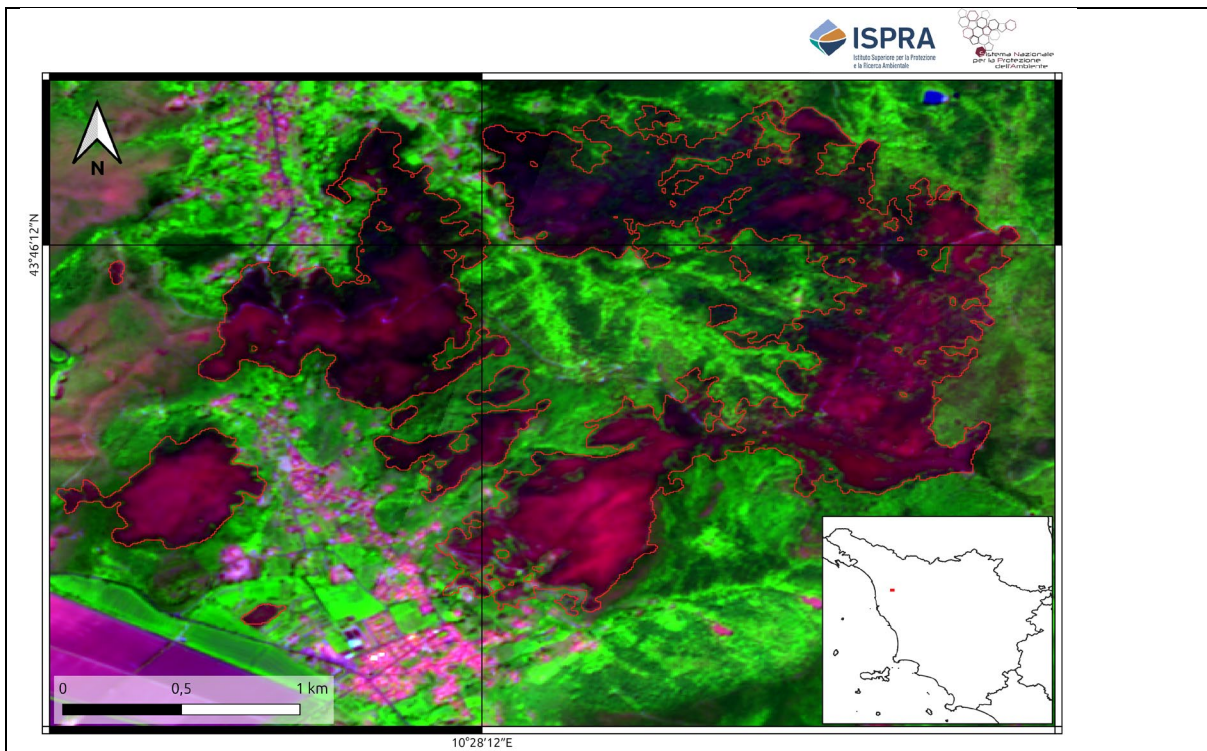 ISPRA
Istituto Superiore per la Protezione
e la Ricerca Ambientale
Sistema Nazionale
per la Protezione
dell'Ambiente
N
43°46'12"N
0
0,5
1 km
10°28'12"E